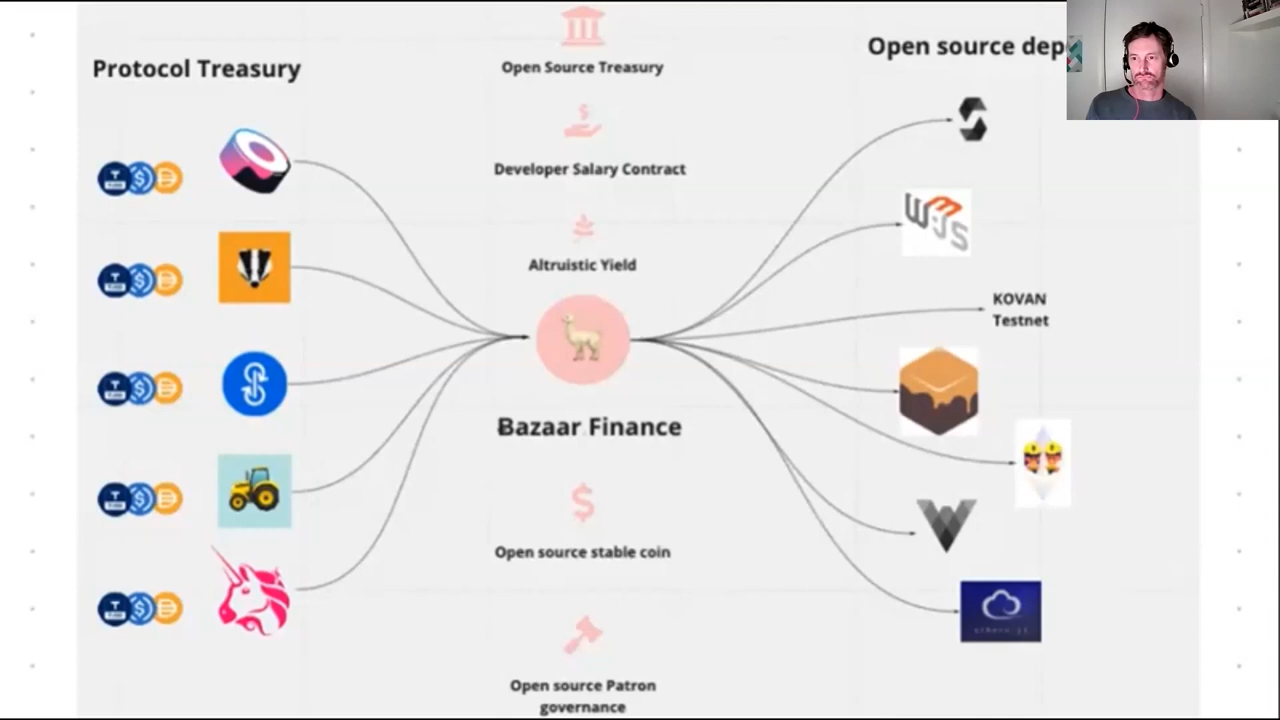 Protocol Treasury
Open Source Treasury
Developer Salary Contract
Altruistic Yield
Bazaar Finance
Open source stable coin
Open source Patron
governance
Open source dep
W3JS
KOVAN
Testnet